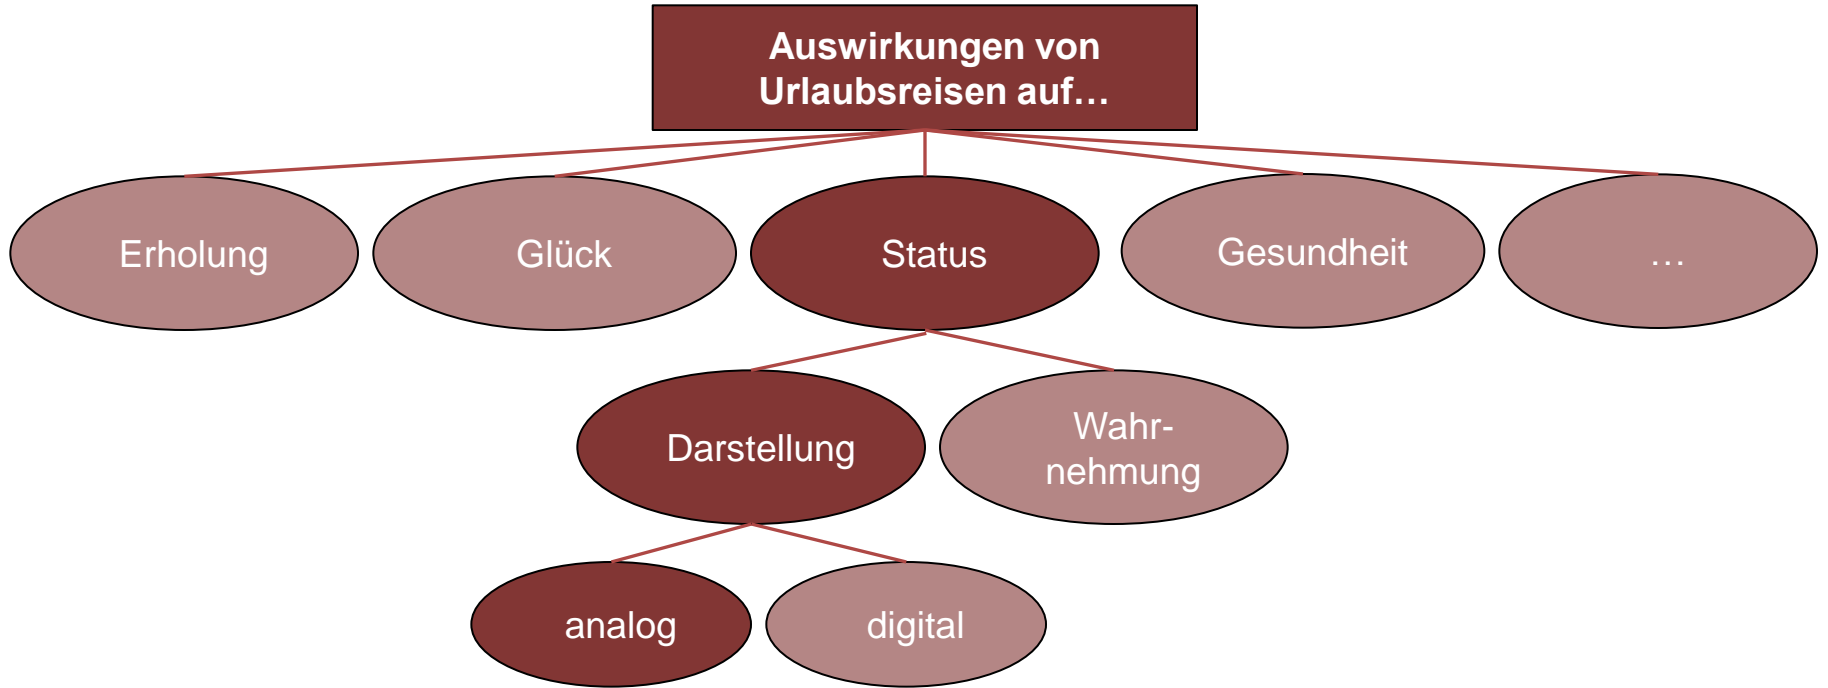 Auswirkungen von
Urlaubsreisen auf…
Erholung
Glück
Status
Gesundheit
…
Darstellung
Wahr-
nehmung
analog
digital